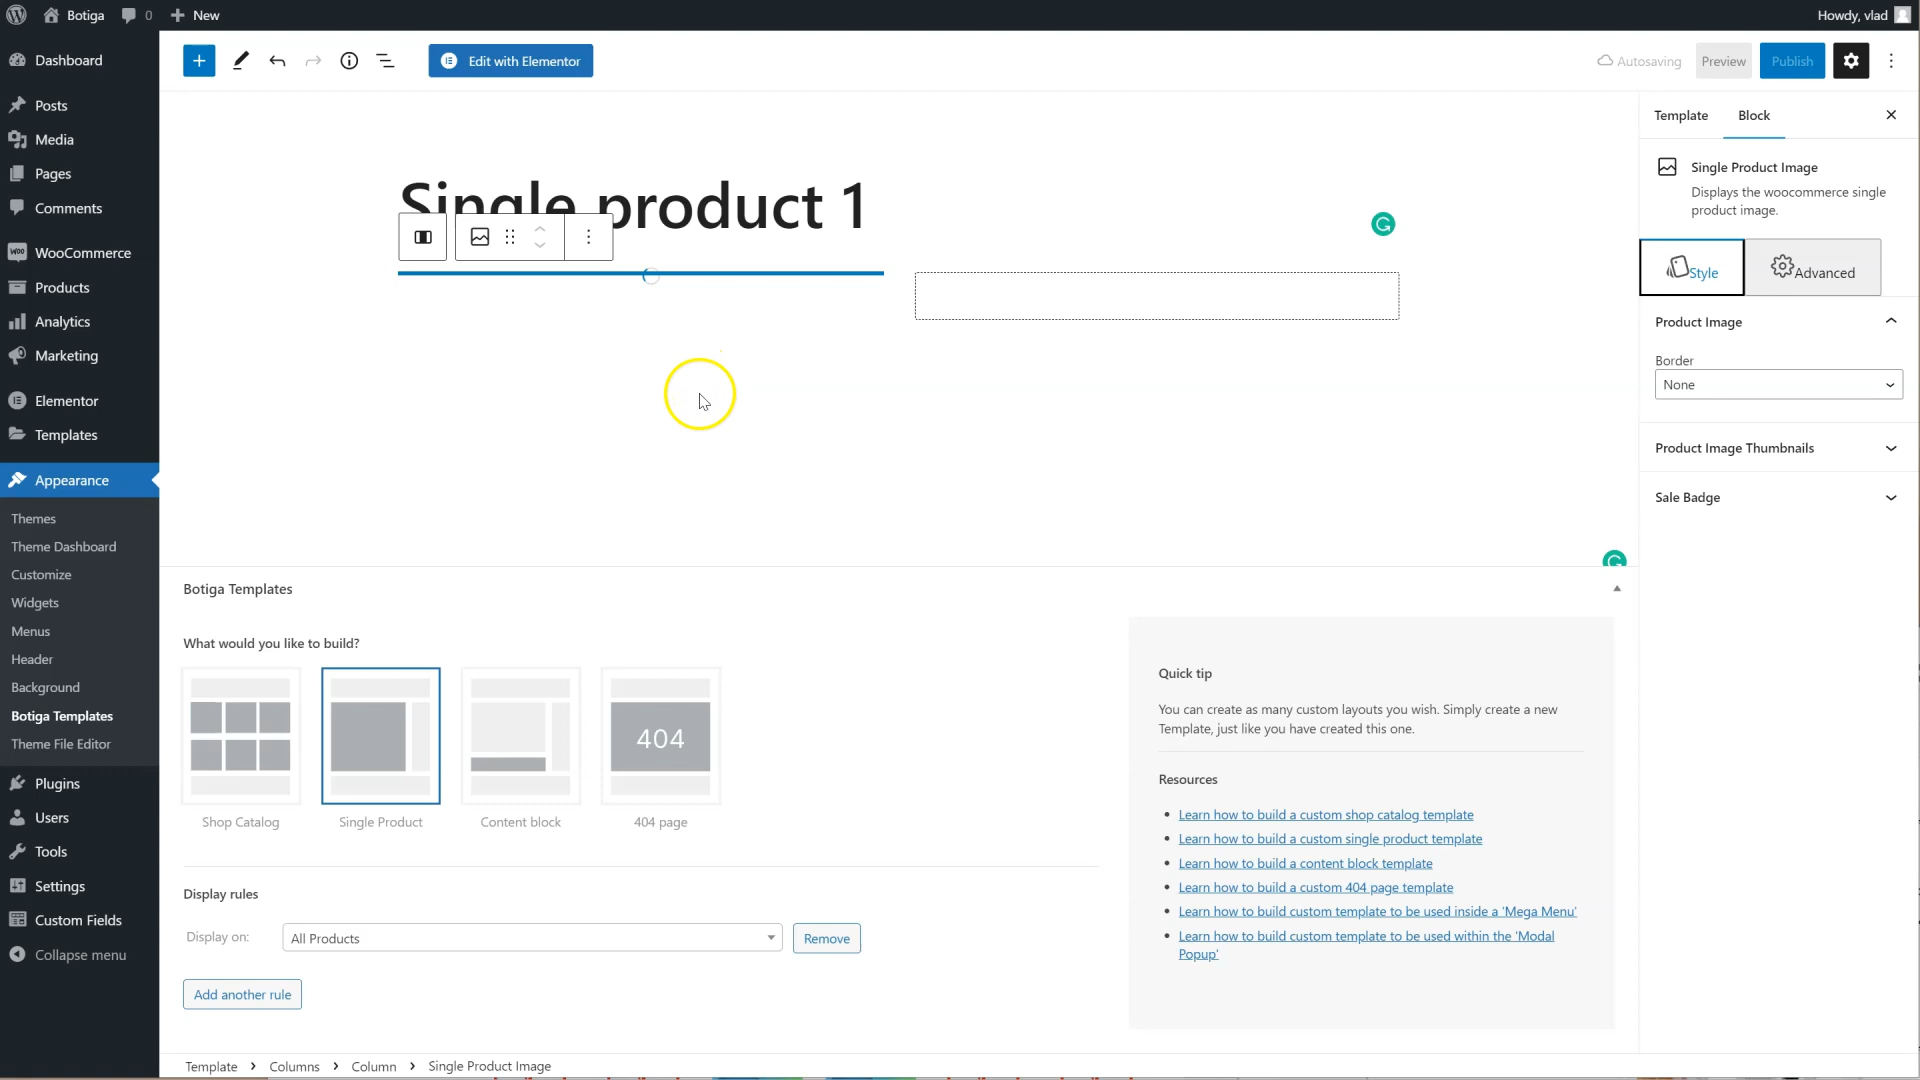 Botiga
0
New
Howdy, vlad
Dashboard
Posts
Media
Pages
Comments
WooCommerce
Products
Analytics
Marketing
Elementor
Templates
Appearance
Themes
Theme Dashboard
Customize
Widgets
Menus
Header
Background
Botiga Templates
Theme File Editor
Plugins
Users
Tools
Settings
Custom Fields
Collapse menu
Edit with Elementor
Autosaving
Preview
Publish
Single product 1
Template
Block
Single Product Image
Displays the woocommerce single
product image.
Style
Advanced
Product Image
Border
None
Product Image Thumbnails
Sale Badge
Botiga Templates
What would you like to build?
404
Shop Catalog
Single Product
Content block
404 page
Display rules
Display on:
All Products
Remove
Add another rule
Quick tip
You can create as many custom layouts you wish. Simply create a new
Template, just like you have created this one.
Resources
Learn how to build a custom shop catalog template
Learn how to build a custom single product template
Learn how to build a content block template
Learn how to build a custom 404 page template
Learn how to build custom template to be used inside a 'Mega Menu'
Learn how to build custom template to be used within the 'Modal
Popup'
Template
Columns
Column
Single Product Image